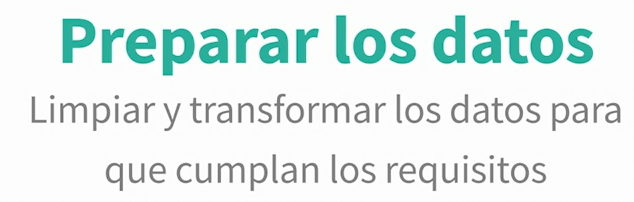 Preparar los datos
Limpiar y transformar los datos para
que cumplan los requisitos